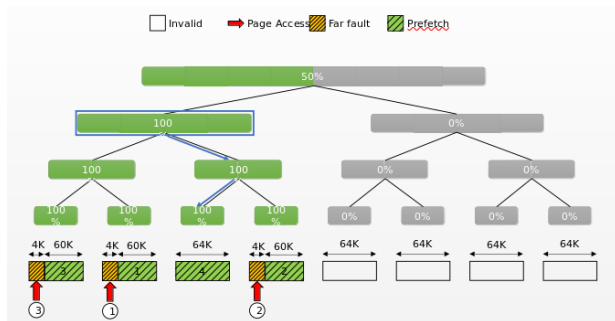 Invalid Page Access Far fault Prefetch
50%
100 0%
100 100 0% 0%
100 % 100 % 100 % 100 % 0% 0% 0% 0%
4K 60K 4K 60K 64K 4K 60K 64K 64K 64K 64K
3 1 4 2
3 1 2